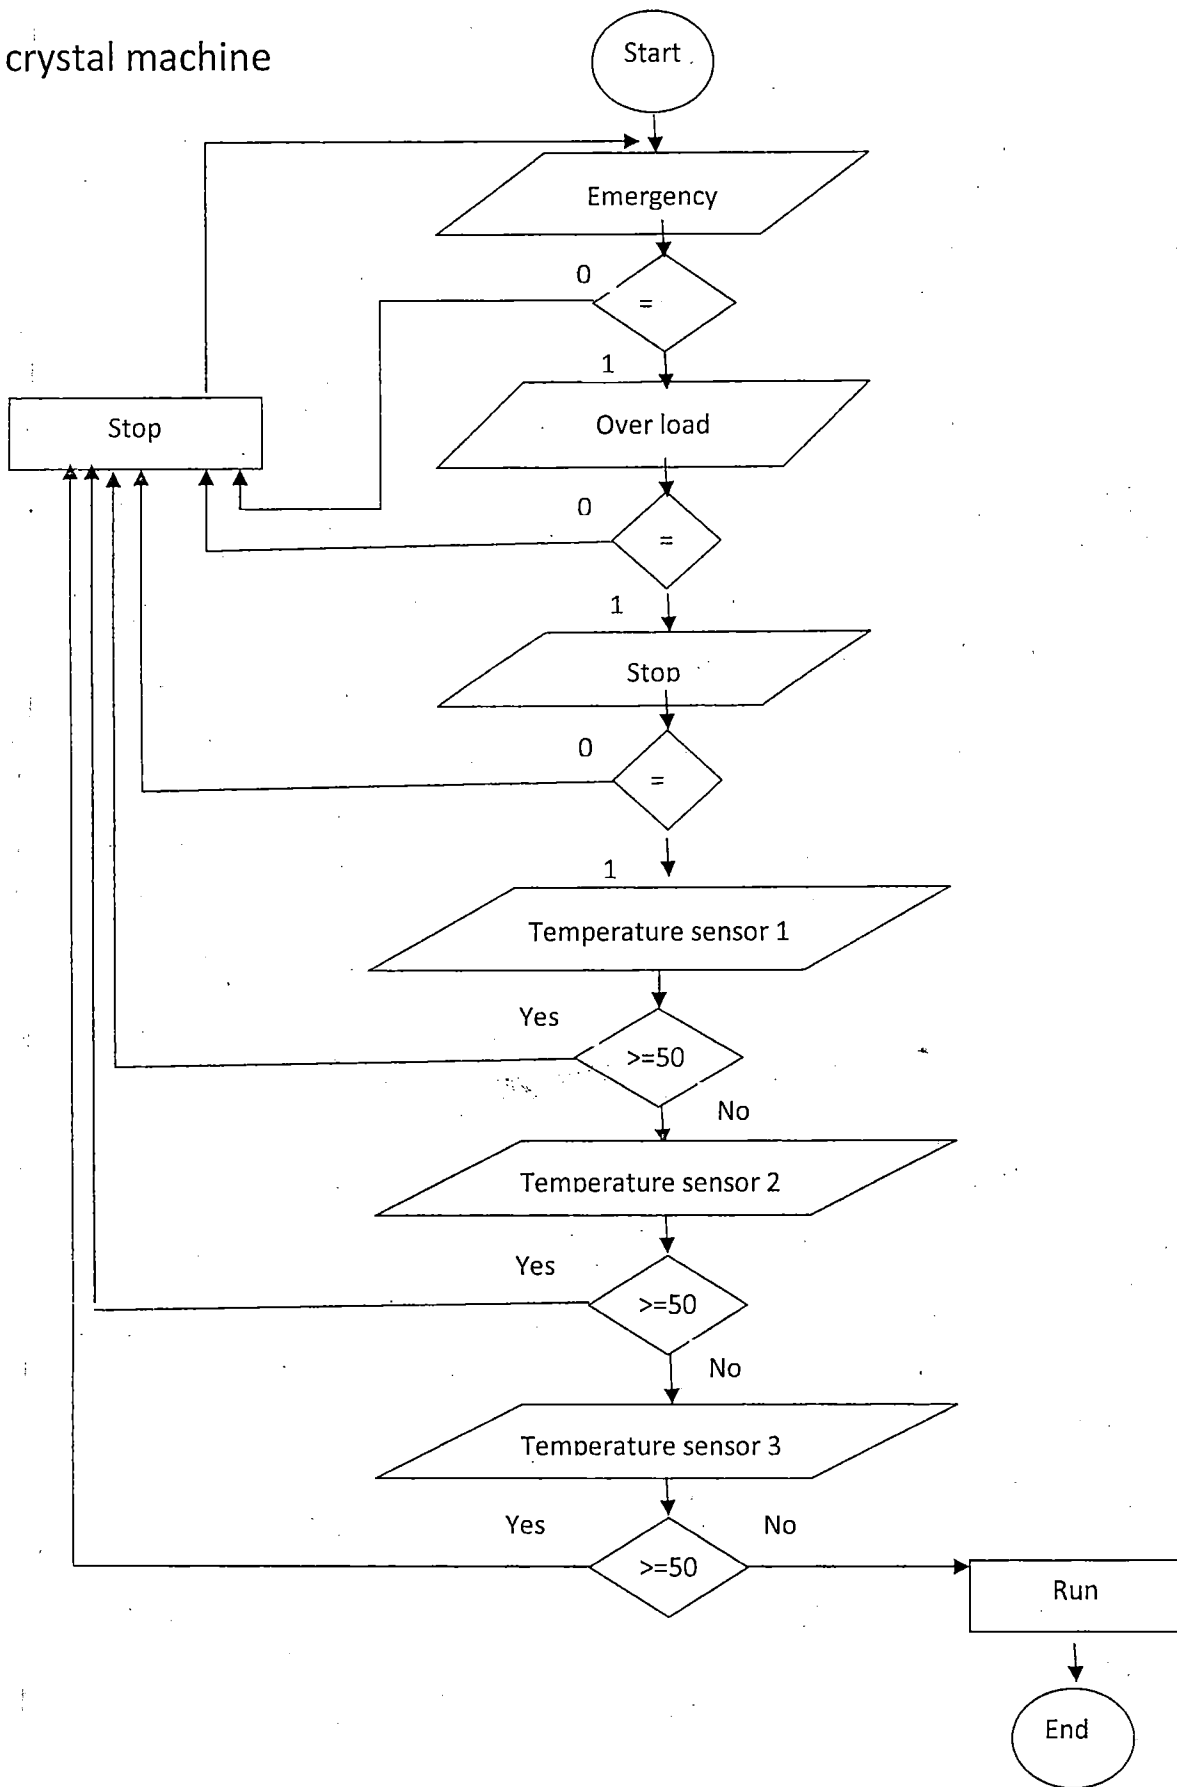 crystal machine
Start
Emergency
0
=
1
Stop
Over load
0
=
1
Stop
0
=
1
Temperature sensor 1
Yes
>=50
No
Temperature sensor 2
Yes
>=50
No
Temperature sensor 3
Yes
No
>=50
Run
End